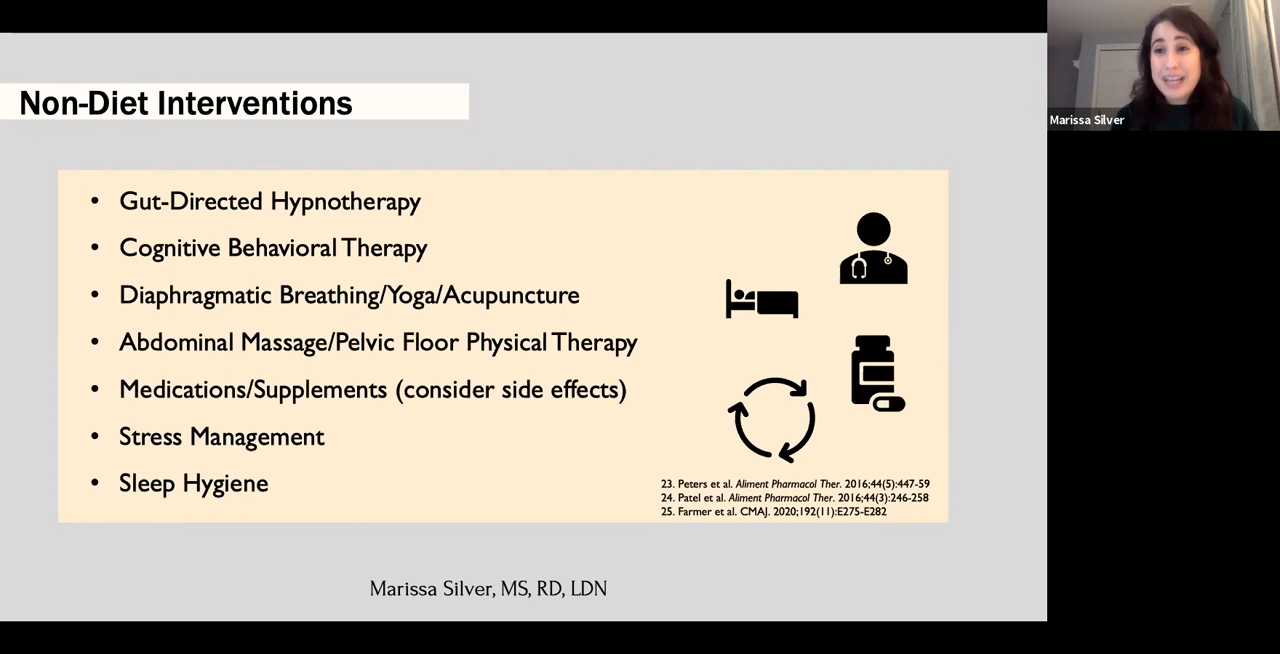 Non-Diet Interventions
Marissa Silver
• Gut-Directed Hypnotherapy
• Cognitive Behavioral Therapy
• Diaphragmatic Breathing/Yoga/Acupuncture
• Abdominal Massage/Pelvic Floor Physical Therapy
• Medications/Supplements (consider side effects)
• Stress Management
• Sleep Hygiene
23. Peters et al. Aliment Pharmacol Ther. 2016;44(5):447-59
24. Patel et al. Aliment Pharmacol Ther. 2016;44(3):246-258
25. Farmer et al. CMAJ. 2020;192(11):E275-E282
Marissa Silver, MS, RD, LDN